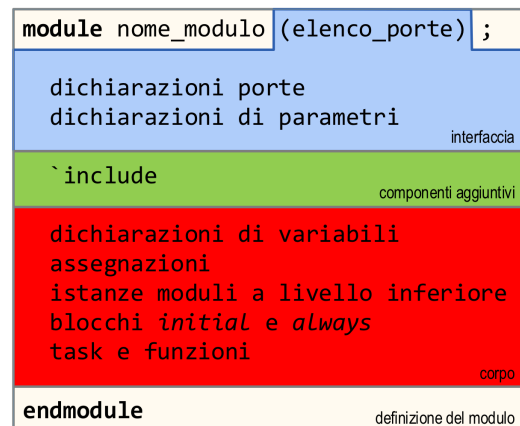 module nome_modulo (elenco_porte) ;
dichiarazioni porte
dichiarazioni di parametri
interfaccia
`include
componenti aggiuntivi
dichiarazioni di variabili
assegnazioni
istanze moduli a livello inferiore
blocchi initial e always
task e funzioni
corpo
endmodule
definizione del modulo